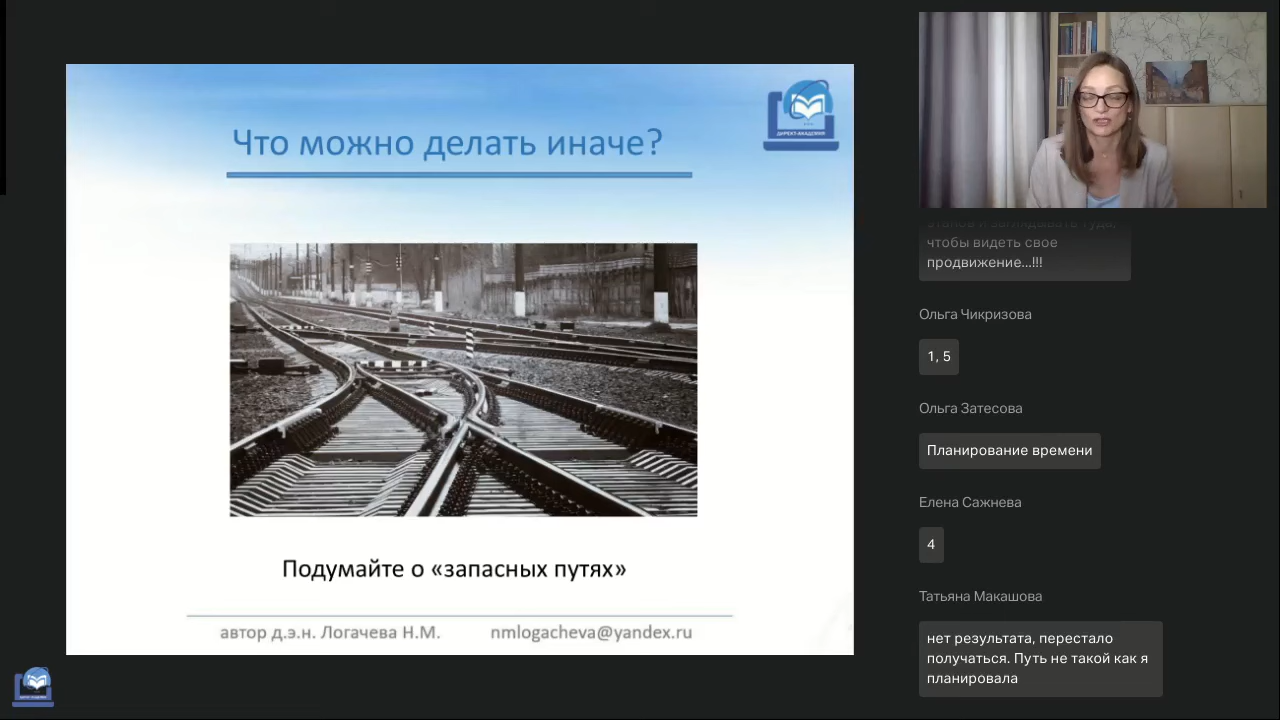 Что можно делать иначе?
ДИРЕКТ-АКАДЕМИЯ
Подумайте о «запасных путях»
автор д.э.н. Логачева Н.М. nmlogacheva@yandex.ru
чтобы видеть свое
продвижение...!!!
Ольга Чикризова
1, 5
Ольга Затесова
Планирование времени
Елена Сажнева
4
Татьяна Макашова
нет результата, перестало
получаться. Путь не такой как я
планировала